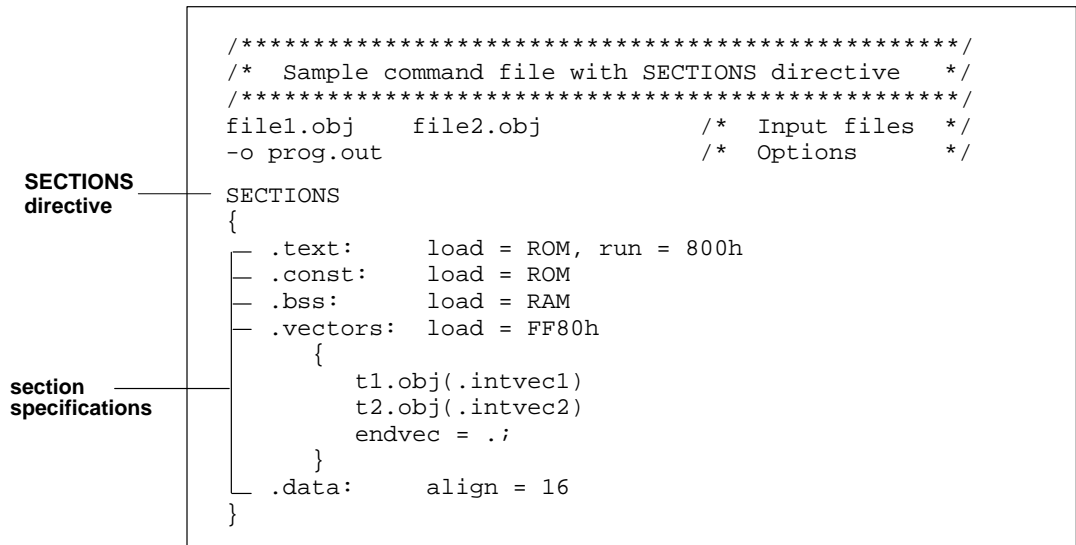 /**************************************************/
/*  Sample command file with SECTIONS directive   */
/**************************************************/
file1.obj    file2.obj           /*  Input files  */
-o prog.out                      /*  Options      */
SECTIONS
directive
SECTIONS
{
.text:     load = ROM, run = 800h
.const:    load = ROM
.bss:      load = RAM
.vectors:  load = FF80h
{
t1.obj(.intvec1)
t2.obj(.intvec2)
endvec = .;
}
section
specifications
.data:     align = 16
}